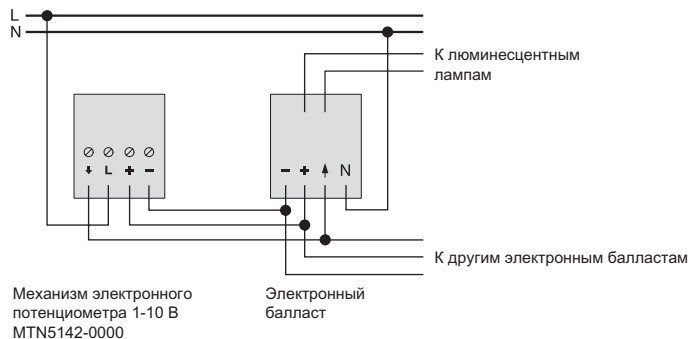 L
N
К люминесцентным
лампам
L + −
− + N
К другим электронным балластам
Механизм электронного
потенциометра 1-10 В
MTN5142-0000
Электронный
балласт